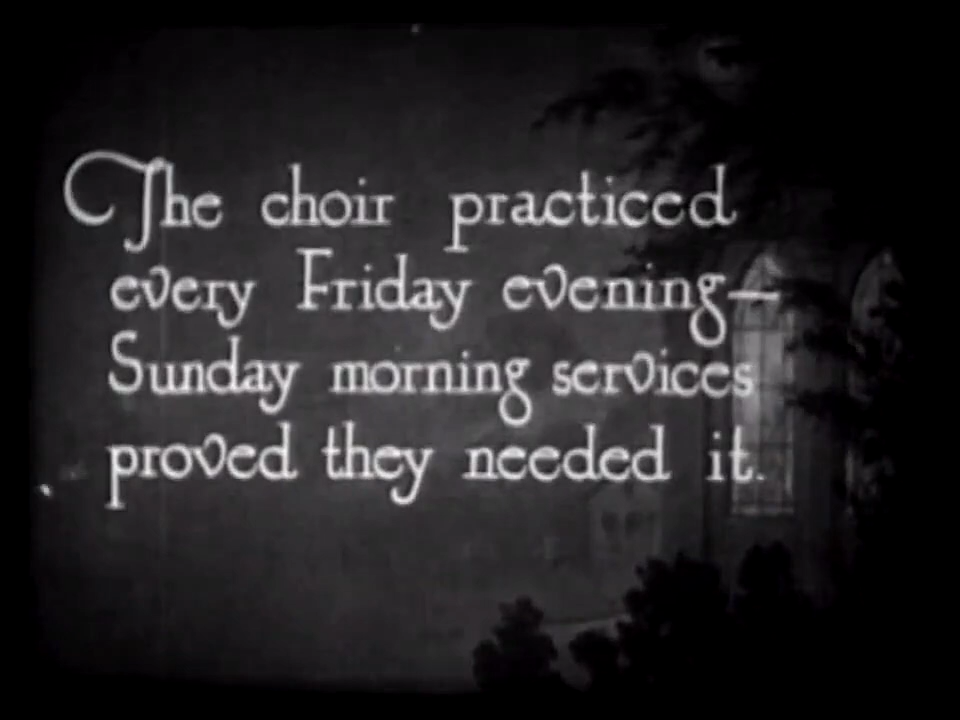 The choir practiced
every Friday evening—
Sunday morning services
proved they needed it.